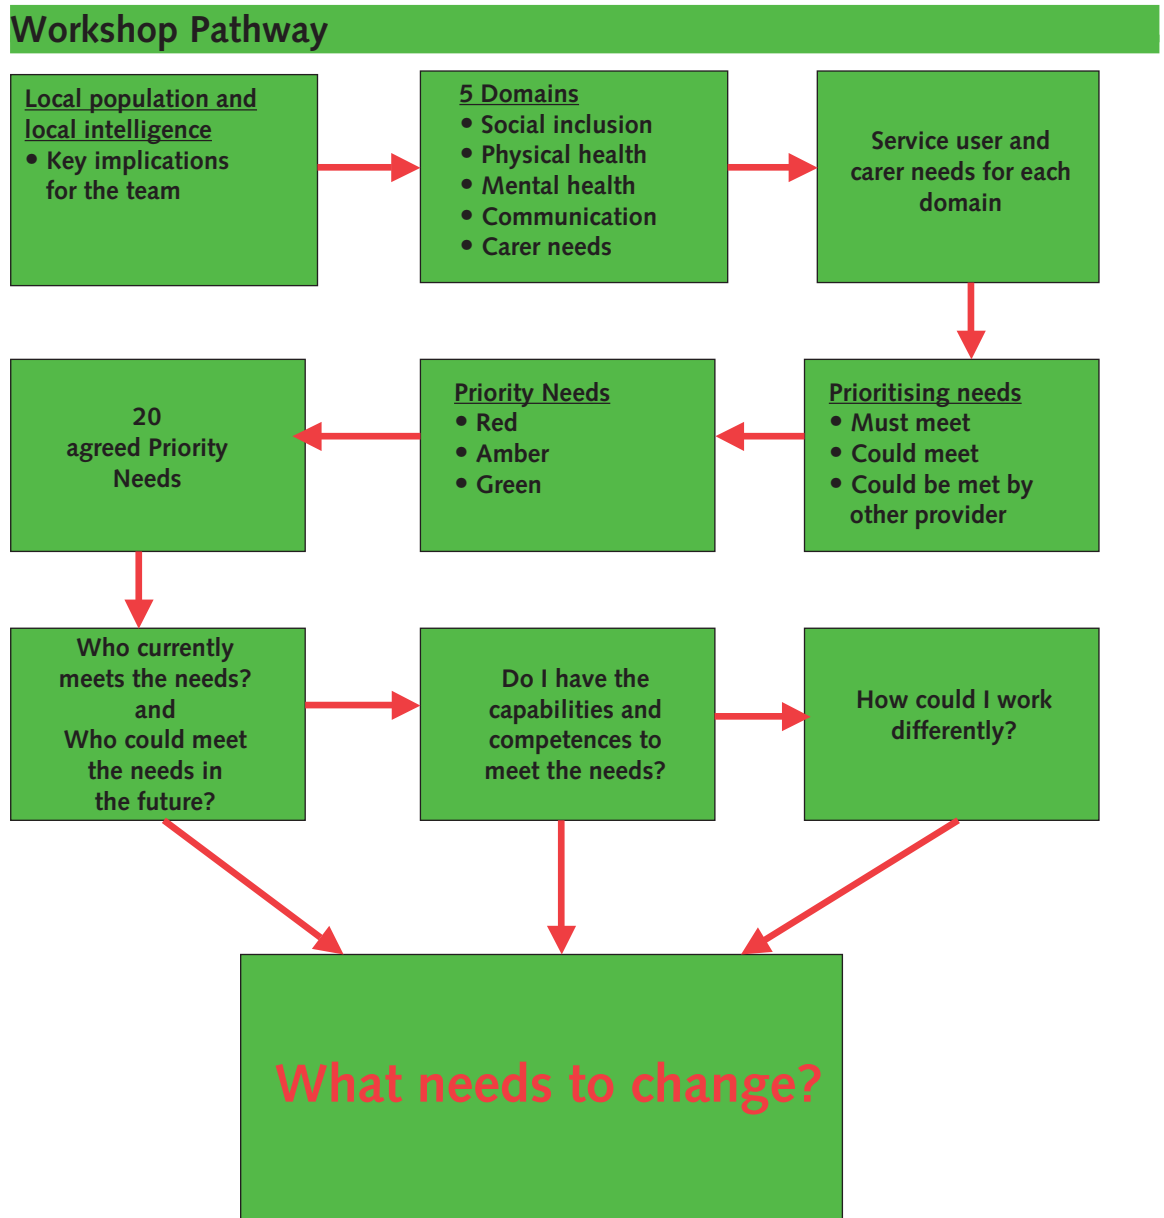 Workshop Pathway
Local population and
local intelligence
• Key implications
for the team
5 Domains
• Social inclusion
• Physical health
• Mental health
• Communication
• Carer needs
Service user and
carer needs for each
domain
20
agreed Priority
Needs
Priority Needs
• Red
• Amber
• Green
Prioritising needs
• Must meet
• Could meet
• Could be met by
other provider
Who currently
meets the needs?
and
Who could meet
the needs in
the future?
Do I have the
capabilities and
competences to
meet the needs?
How could I work
differently?
What needs to change?